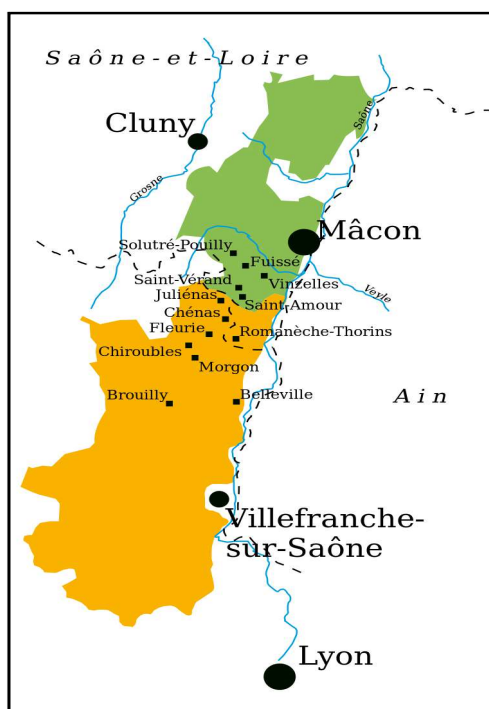 Saône-et-Loire
Cluny
Saône
Grosne
Mâcon
Solutré-Pouilly
Fuissé
Vinzelles
Saint-Vérand
Veyle
Juliénas
Saint-Amour
Chénas
Fleurie
Romanèche-Thorins
Chiroubles
Morgon
Brouilly
Belleville
Ain
Villefranche-
sur-Saône
Lyon